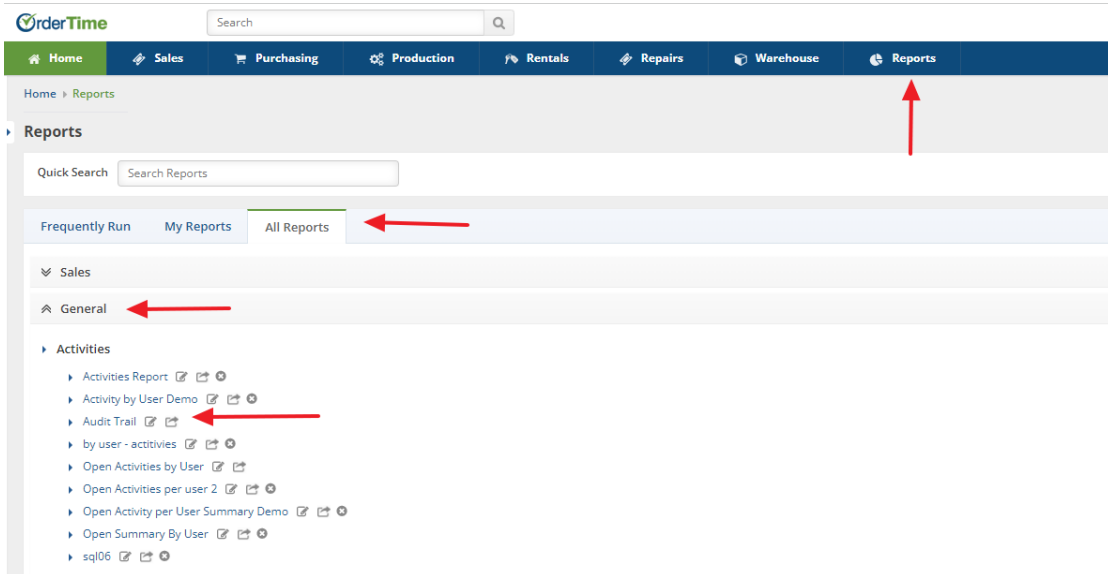 OrderTime
Search
Home Sales Purchasing Production Rentals Repairs Warehouse Reports
Home Reports
Reports
Quick Search Search Reports
Frequently Run My Reports All Reports
Sales
General
Activities
Activities Report
Activity by User Demo
Audit Trail
by user - actitivies
Open Activities by User
Open Activities per user 2
Open Activity per User Summary Demo
Open Summary By User
sql06